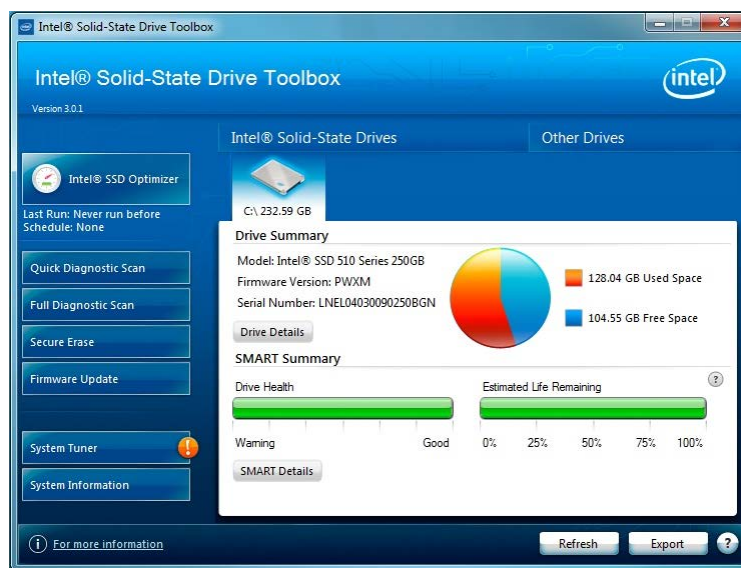 Intel® Solid-State Drive Toolbox
Intel® Solid-State Drive Toolbox
Version 3.0.1
intel
Intel® Solid-State Drives
Other Drives
Intel® SSD Optimizer
Last Run: Never run before
Schedule: None
C:\ 232.59 GB
Quick Diagnostic Scan
Full Diagnostic Scan
Secure Erase
Firmware Update
System Tuner
!
System Information
Drive Summary
Model: Intel® SSD 510 Series 250GB
Firmware Version: PWXM
Serial Number: LNEL04030090250BGN
128.04 GB Used Space
104.55 GB Free Space
Drive Details
SMART Summary
Drive Health
Estimated Life Remaining
?
Warning Good
0% 25% 50% 75% 100%
SMART Details
i For more information
Refresh
Export
?